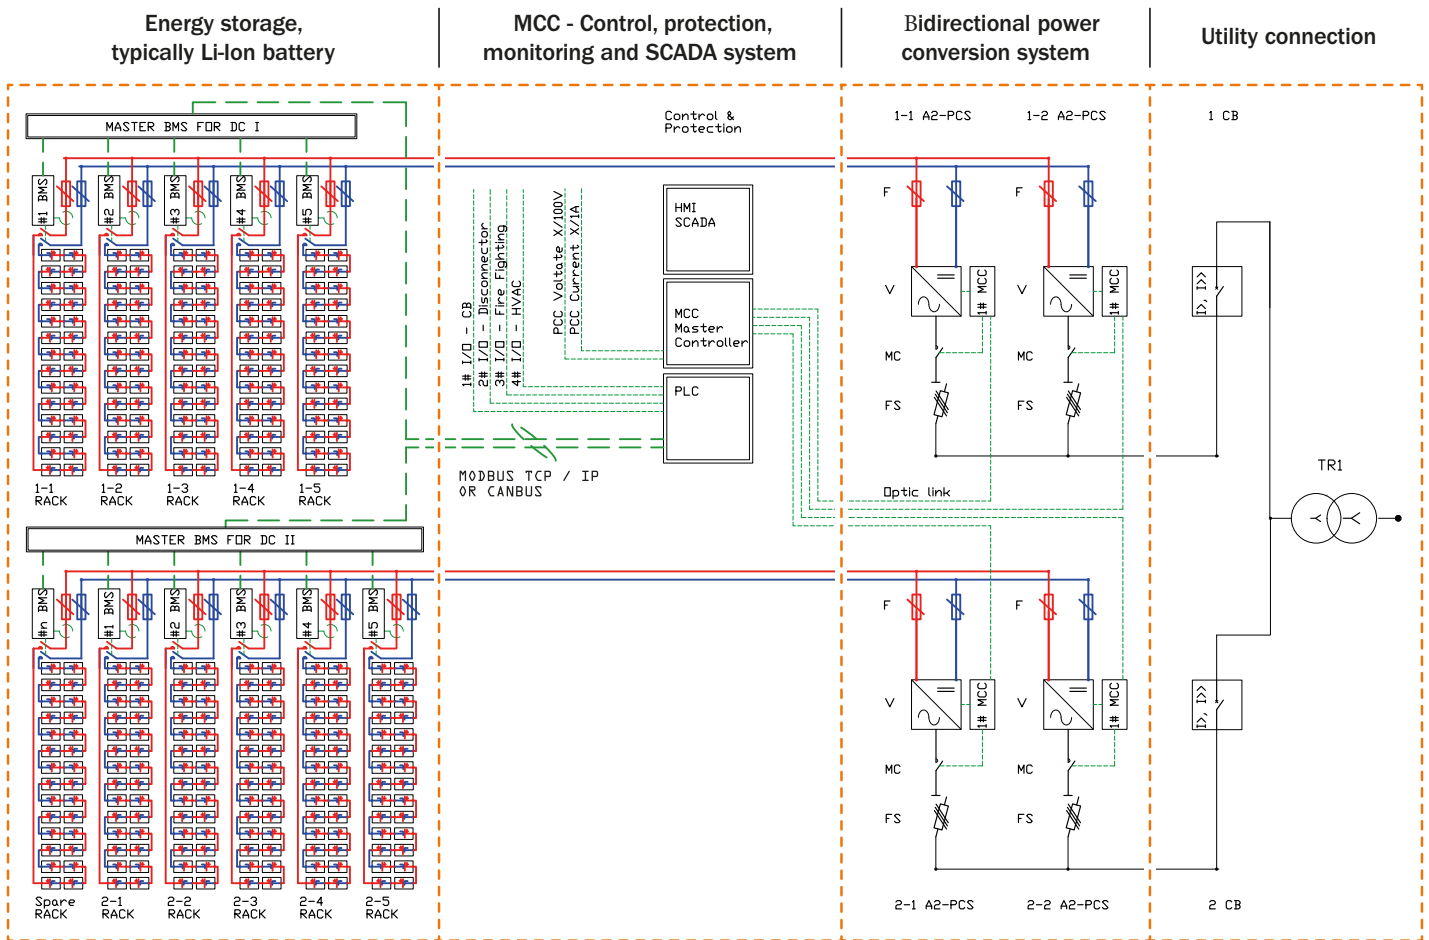 Energy storage,
typically Li-Ion battery
MCC - Control, protection,
monitoring and SCADA system
Bidirectional power
conversion system
Utility connection
MASTER BMS FOR DC I
#1 BMS
#2 BMS
#3 BMS
#4 BMS
#5 BMS
1-1
RACK
1-2
RACK
1-3
RACK
1-4
RACK
1-5
RACK
MASTER BMS FOR DC II
#n BMS
#1 BMS
#2 BMS
#3 BMS
#4 BMS
#5 BMS
Spare
RACK
2-1
RACK
2-2
RACK
2-3
RACK
2-4
RACK
2-5
RACK
Control &
Protection
1# I/O - CB
2# I/O - Disconnector
3# I/O - Fire Fighting
4# I/O - HVAC
PCC Voltate X/100V
PCC Current X/1A
HMI
SCADA
MCC
Master
Controller
PLC
MODBUS TCP / IP
OR CANBUS
1-1 A2-PCS
1-2 A2-PCS
F
F
V
1# MCC
V
1# MCC
MC
MC
FS
FS
Optic link
F
F
V
1# MCC
V
1# MCC
MC
MC
FS
FS
2-1 A2-PCS
2-2 A2-PCS
1 CB
I>, I>>
TR1
I>, I>>
2 CB